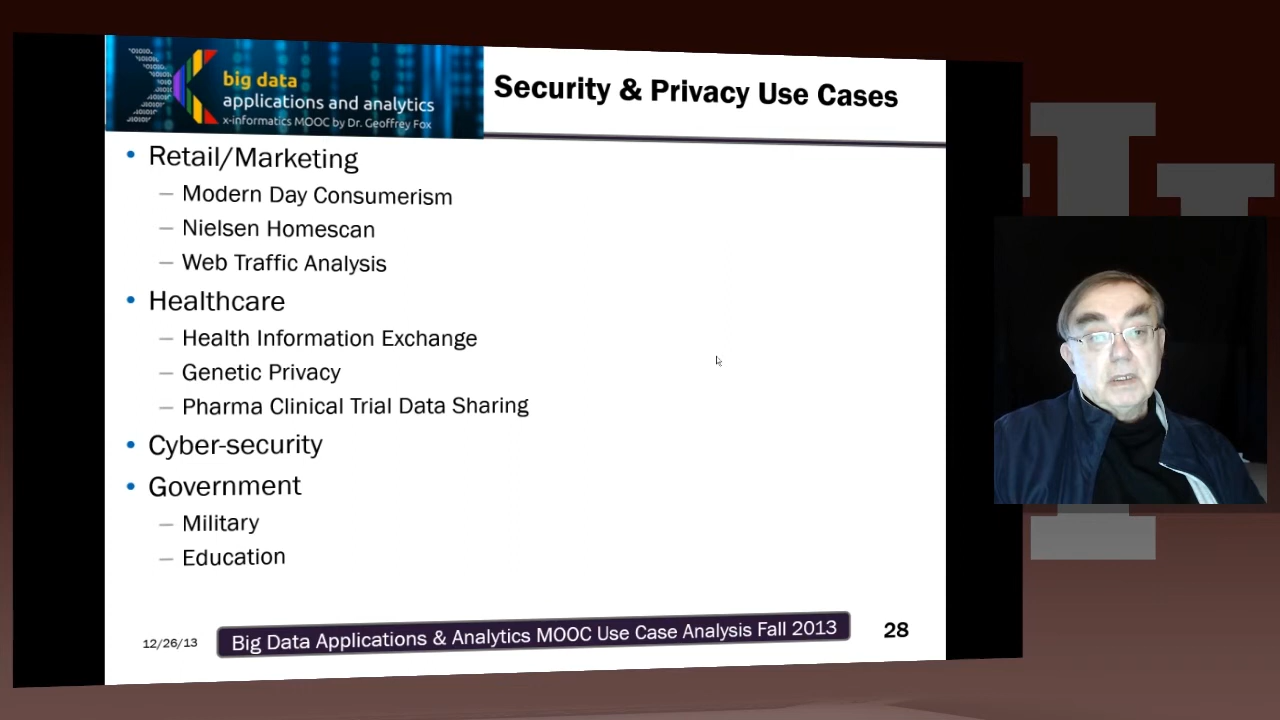 big data
applications and analytics
x-informatics MOOC by Dr. Geoffrey Fox
Security & Privacy Use Cases
• Retail/Marketing
– Modern Day Consumerism
– Nielsen Homescan
– Web Traffic Analysis
• Healthcare
– Health Information Exchange
– Genetic Privacy
– Pharma Clinical Trial Data Sharing
• Cyber-security
• Government
– Military
– Education
12/26/13
Big Data Applications & Analytics MOOC Use Case Analysis Fall 2013
28